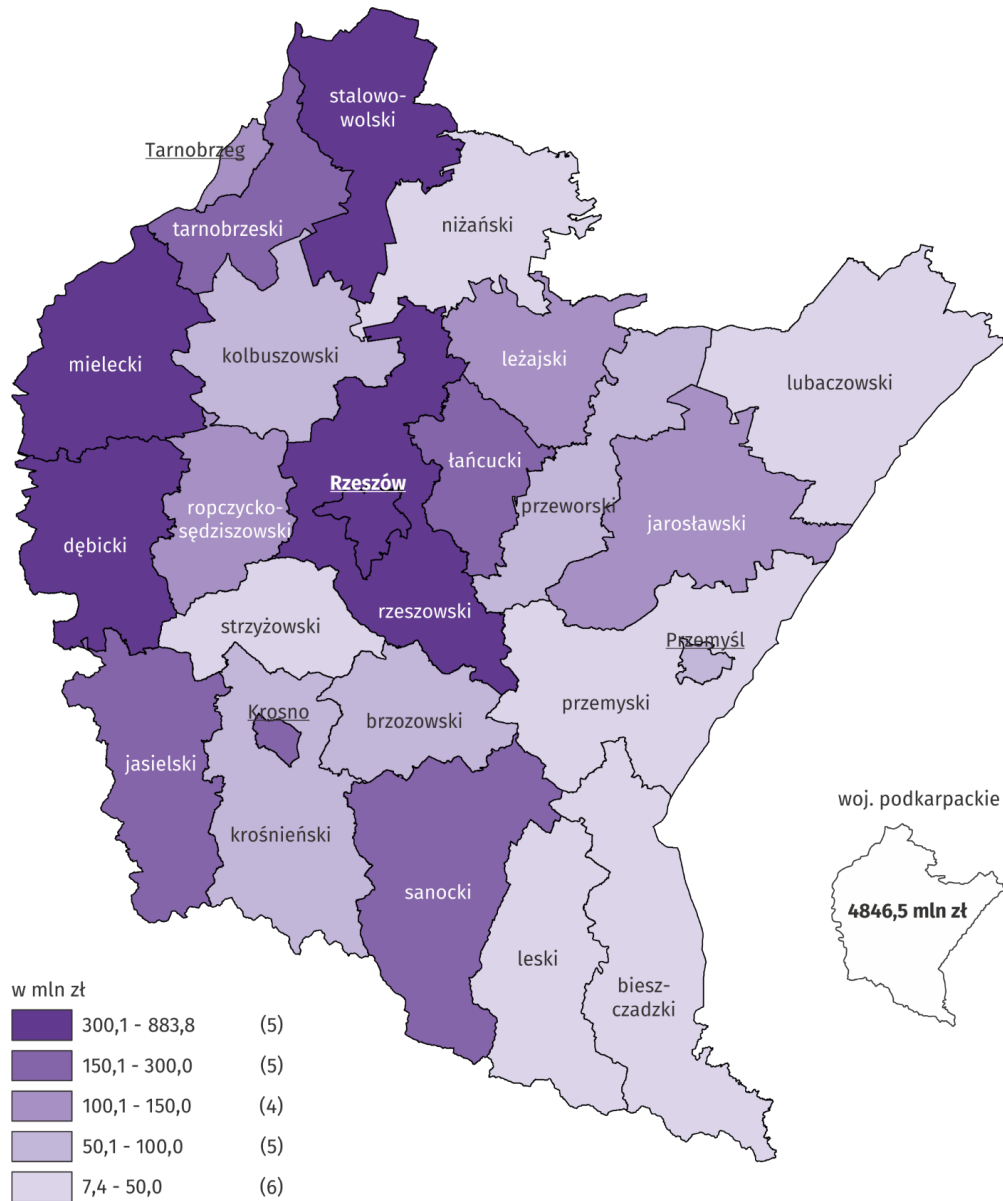 stalowo-
wolski
Tarnobrzeg
tarnobrzeski
niżański
mielecki
kolbuszowski
leżajski
lubaczowski
Rzeszów
łańcucki
ropczycko-
sędziszowski
przeworski
jarosławski
dębicki
rzeszowski
strzyżowski
Przemyśl
przemyski
Krosno
brzozowski
jasielski
krośnieński
sanocki
leski
biesz-
czadzki
woj. podkarpackie
4846,5 mln zł
w mln zł
300,1 - 883,8 (5)
150,1 - 300,0 (5)
100,1 - 150,0 (4)
50,1 - 100,0 (5)
7,4 - 50,0 (6)